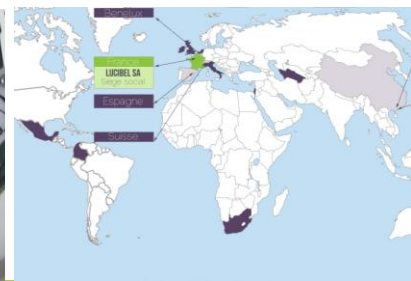 Benelux
France
LUCIBEL SA
Siège social
Espagne
Suisse